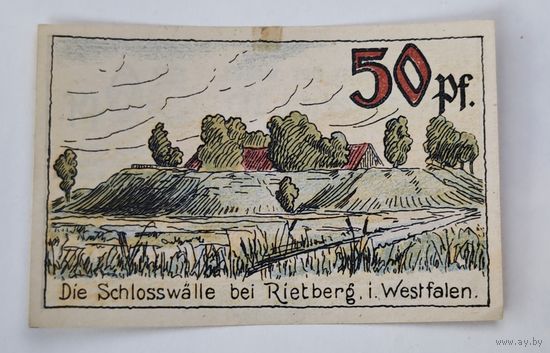 50 pf.
Die Schlosswälle bei Rietberg, i. Westfalen.
www.ay.by